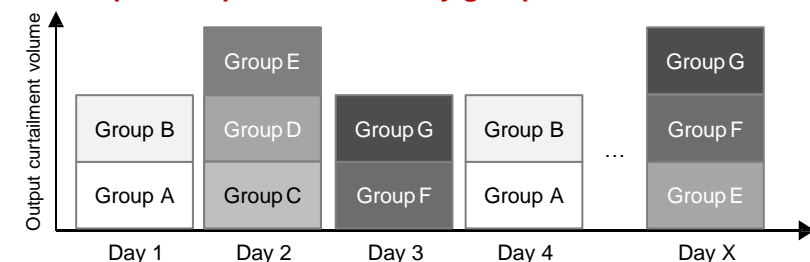 Output curtailment volume
Group E
Group G
Group B
Group D
Group G
Group B
...
Group F
Group A
Group C
Group F
Group A
Group E
Day 1
Day 2
Day 3
Day 4
Day X